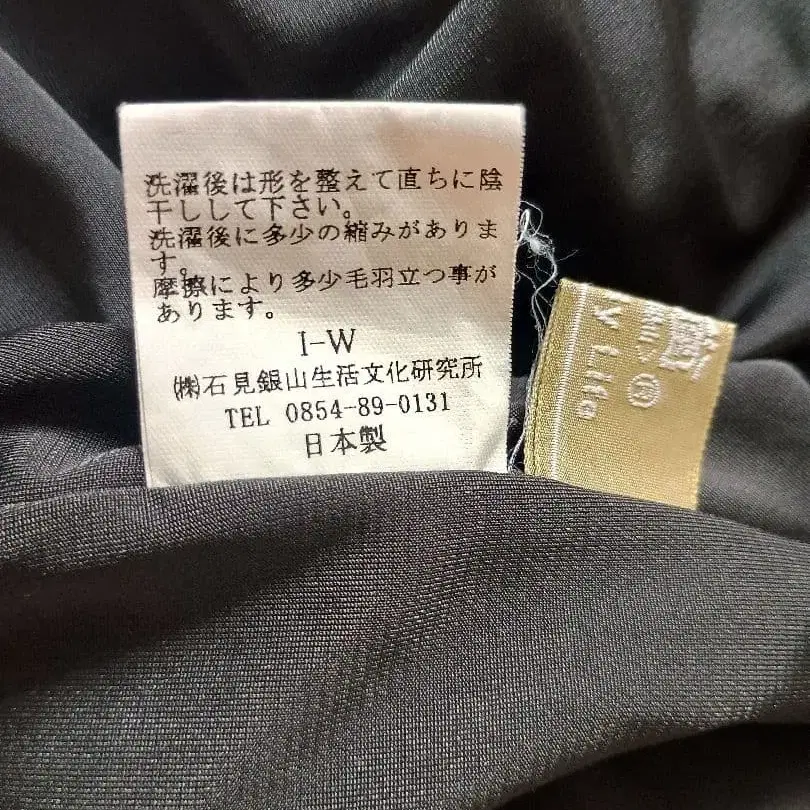 洗濯後は形を整えて直ちに陰
干しして下さい。
洗濯後に多少の縮みがありま
す。
摩擦により多少毛羽立つ事が
あります。
I-W
㈱石見銀山生活文化研究所
TEL 0854-89-0131
日本製
Life